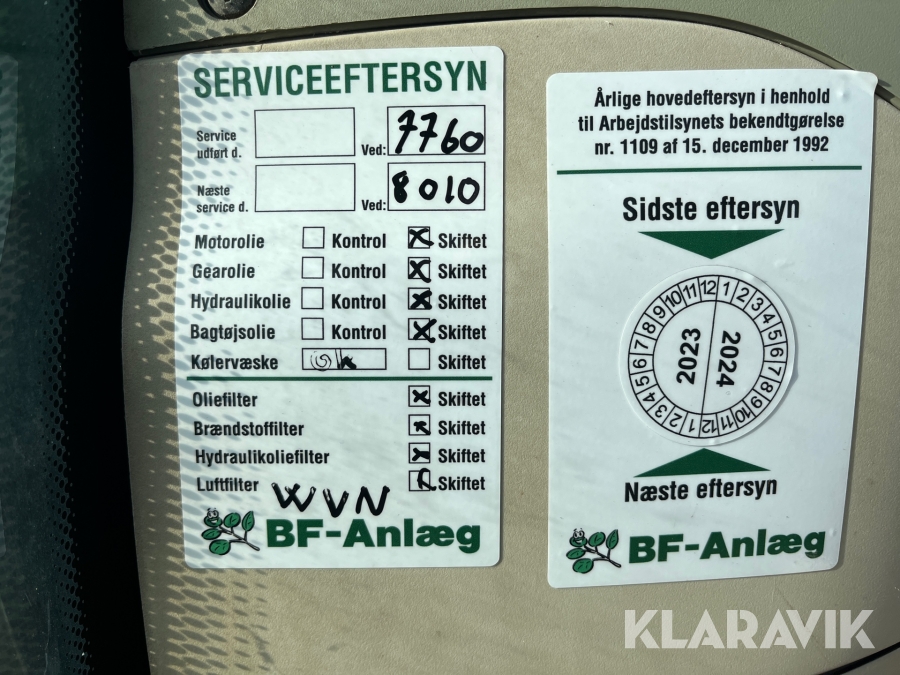 SERVICEEFTERSYN
Service
udført d.
Ved: 7760
Næste
service d.
Ved: 8010
Motorolie Kontrol Skiftet
Gearolie Kontrol Skiftet
Hydraulikolie Kontrol Skiftet
Bagtøjsolie Kontrol Skiftet
Kølervæske Skiftet
Oliefilter Skiftet
Brændstoffilter Skiftet
Hydraulikoliefilter Skiftet
Luftfilter Skiftet
WVN
BF-Anlæg
Årlige hovedeftersyn i henhold
til Arbejdstilsynets bekendtgørelse
nr. 1109 af 15. december 1992
Sidste eftersyn
1 2 3 4 5 6 7 8 9 10 11 12
2024
1 2 3 4 5 6 7 8 9 10 11 12
2023
Næste eftersyn
BF-Anlæg
KLARAVIK